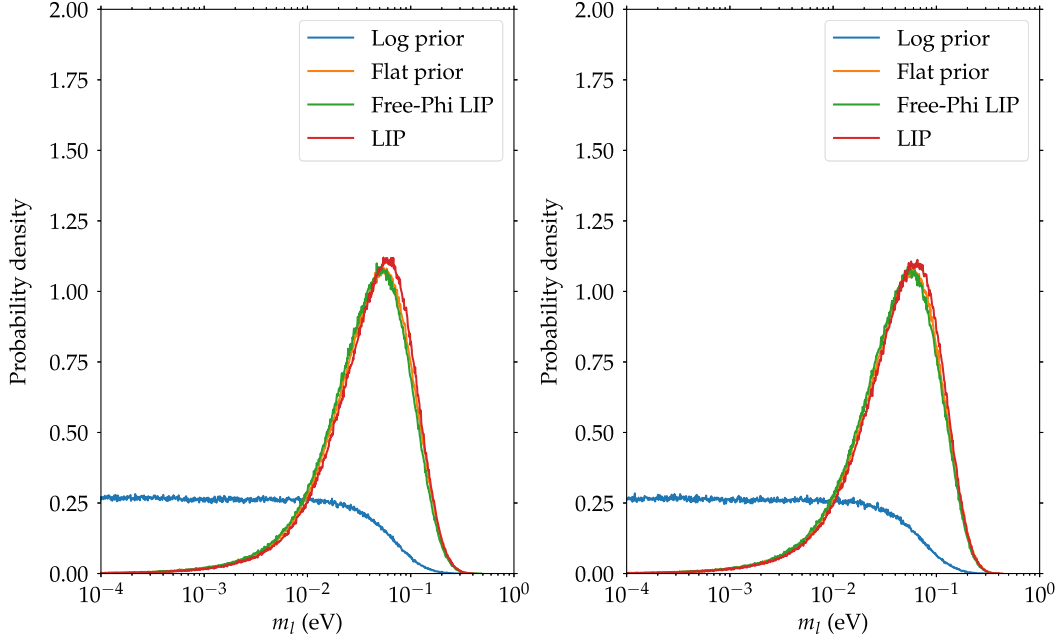 2.00
1.75
1.50
1.25
1.00
0.75
0.50
0.25
0.00
Probability density
10⁻⁴
10⁻³
10⁻²
10⁻¹
10⁰
m_l (eV)
Log prior
Flat prior
Free-Phi LIP
LIP
2.00
1.75
1.50
1.25
1.00
0.75
0.50
0.25
0.00
Probability density
10⁻⁴
10⁻³
10⁻²
10⁻¹
10⁰
m_l (eV)
Log prior
Flat prior
Free-Phi LIP
LIP